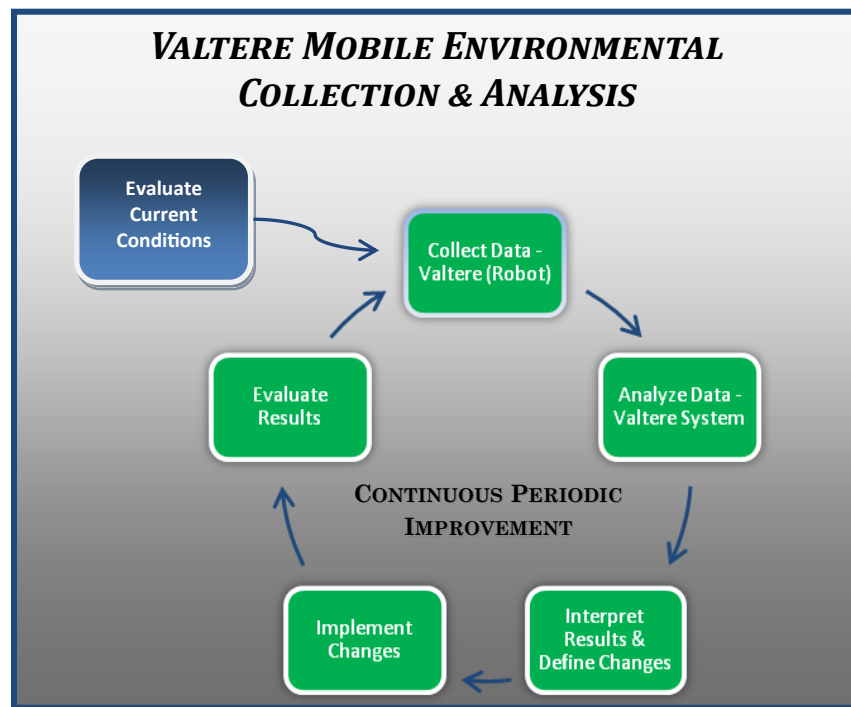 VALTERE MOBILE ENVIRONMENTAL
COLLECTION & ANALYSIS
Evaluate
Current
Conditions
Collect Data -
Valtere (Robot)
Evaluate
Results
Analyze Data -
Valtere System
CONTINUOUS PERIODIC
IMPROVEMENT
Implement
Changes
Interpret
Results &
Define Changes